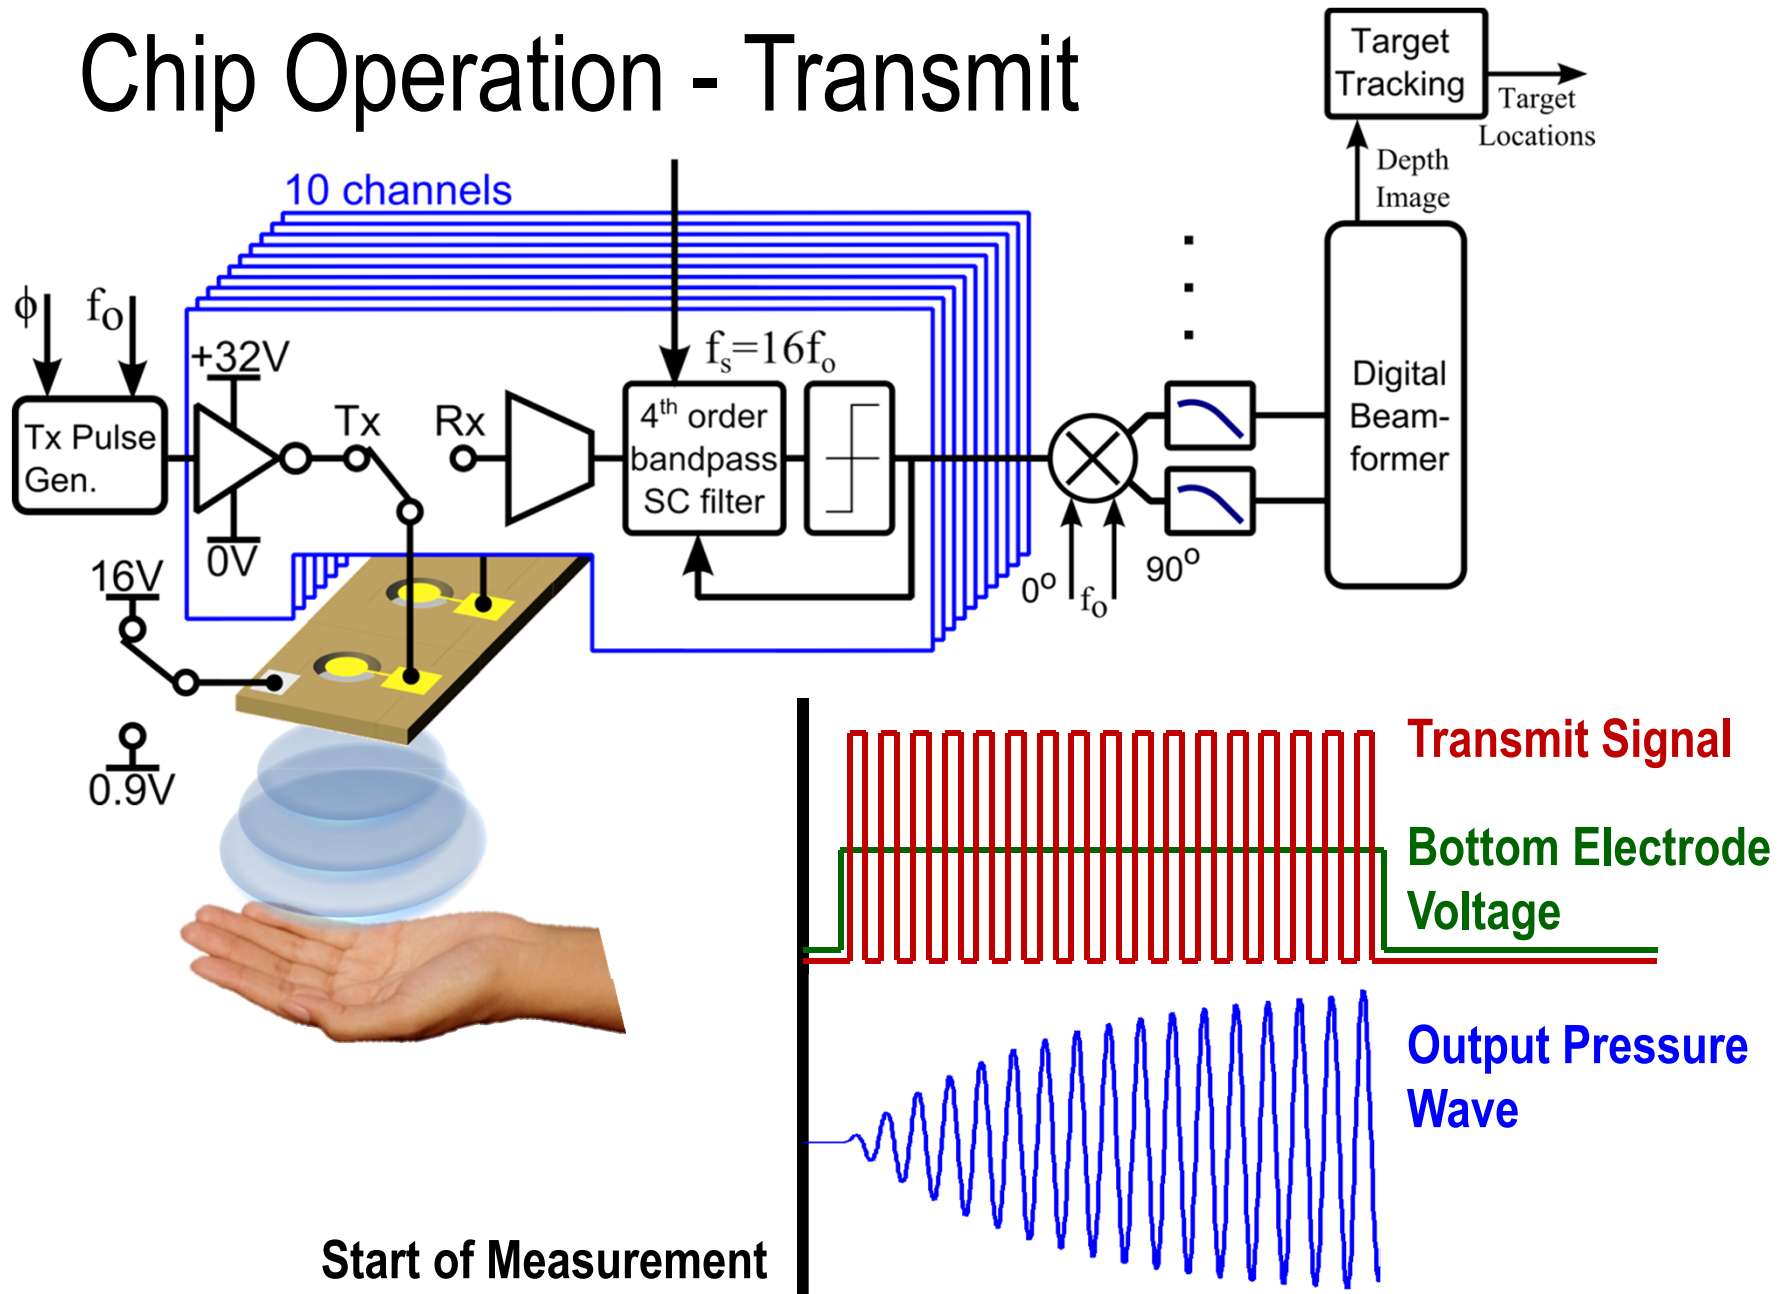 Chip Operation - Transmit
Target
Tracking
Target
Locations
Depth
Image
10 channels
ϕ
fo
+32V
fs=16fo
Tx Pulse
Gen.
Tx
Rx
4th order
bandpass
SC filter
Digital
Beam-
former
0V
16V
0o
fo
90o
0.9V
Transmit Signal
Bottom Electrode
Voltage
Output Pressure
Wave
Start of Measurement